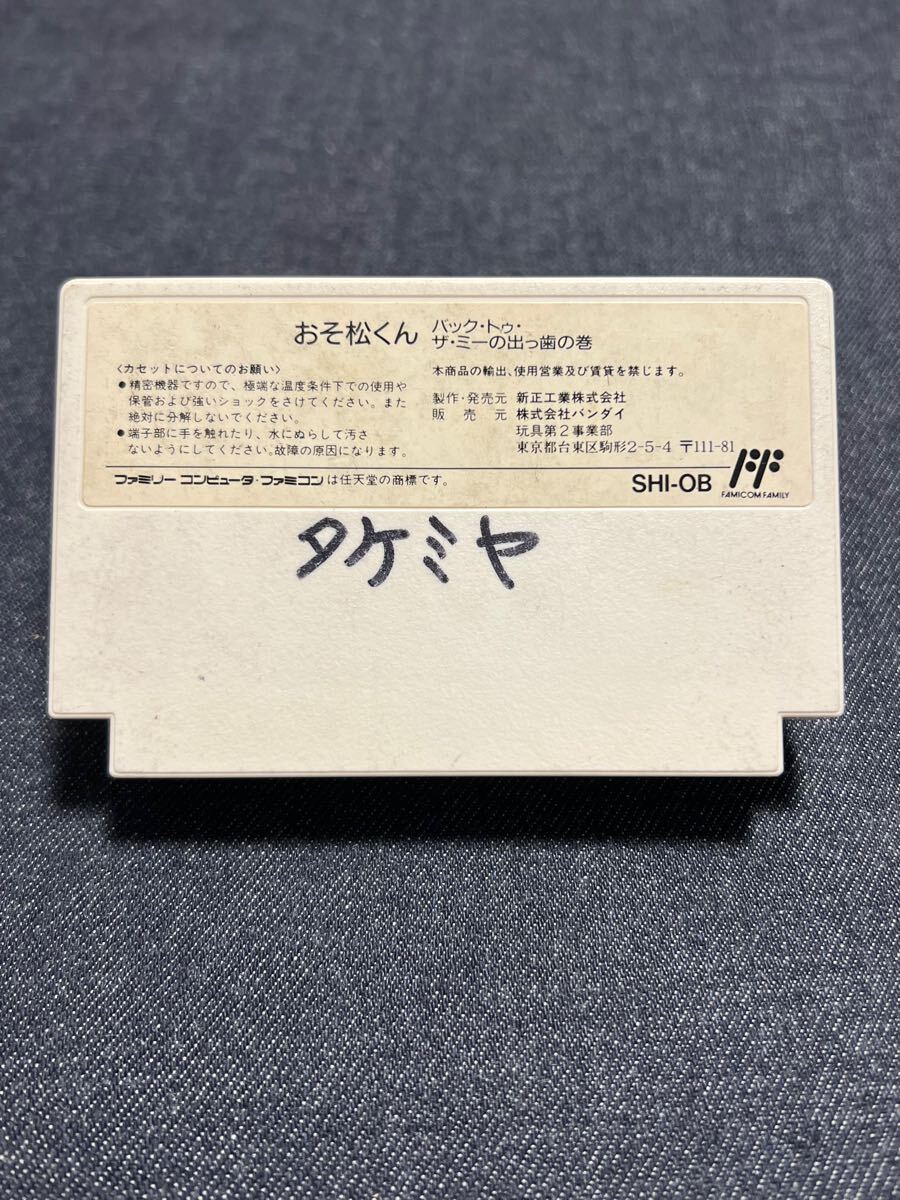 おそ松くん バック・トゥ・
ザ・ミーの出っ歯の巻
〈カセットについてのお願い〉
●精密機器ですので、極端な温度条件下での使用や
保管および強いショックをさけてください。また
絶対に分解しないでください。
●端子部に手を触れたり、水にぬらして汚さ
ないようにしてください。故障の原因になります。
本商品の輸出、使用営業及び賃貸を禁じます。
製作・発売元 新正工業株式会社
販売元 株式会社バンダイ
玩具第2事業部
東京都台東区駒形2-5-4 〒111-81
ファミリーコンピュータ・ファミコンは任天堂の商標です。
SHI-OB
FAMICOM FAMILY
タケミヤ